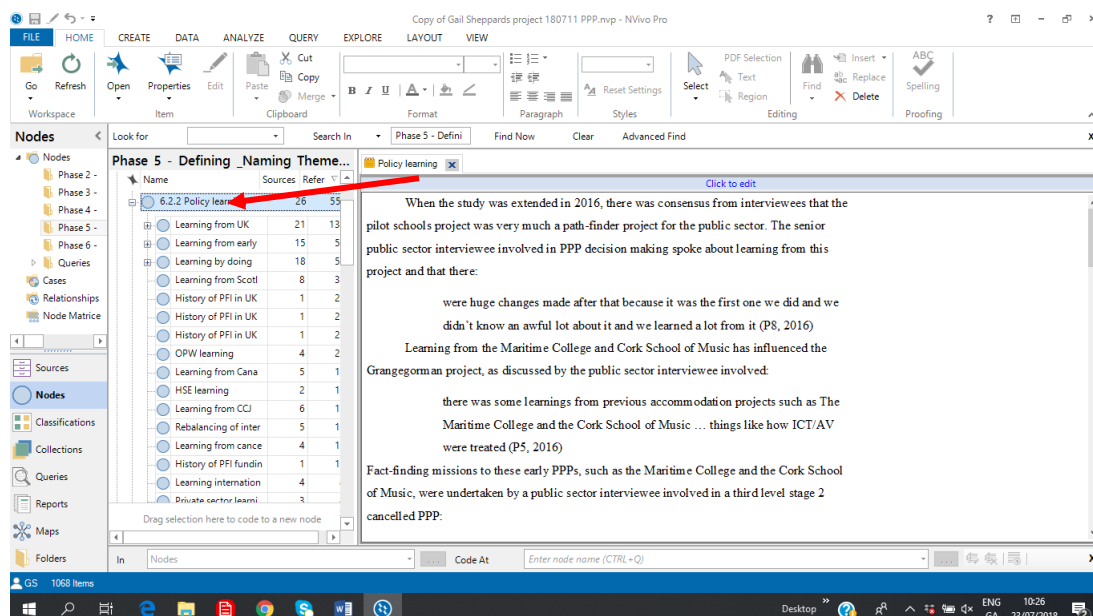 Copy of Gail Sheppards project 180711 PPP.nvp - NVivo Pro
FILE HOME CREATE DATA ANALYZE QUERY EXPLORE LAYOUT VIEW
Go Refresh Open Properties Edit Paste Cut Copy Merge
B I U A Reset Settings Select PDF Selection Text Region Find Insert Replace Delete ABC Spelling
Workspace Item Clipboard Format Paragraph Styles Editing Proofing
Nodes Look for Search In Phase 5 - Defini Find Now Clear Advanced Find x
Nodes
Phase 2 -
Phase 3 -
Phase 4 -
Phase 5 -
Phase 6 -
Queries
Cases
Relationships
Node Matrice
Sources
Nodes
Classifications
Collections
Queries
Reports
Maps
Folders
Phase 5 - Defining _Naming Theme...
Name Sources Refer
6.2.2 Policy learn 26 55
Learning from UK 21 13
Learning from early 15 5
Learning by doing 18 5
Learning from Scotl 8 3
History of PFI in UK 1 2
History of PFI in UK 1 2
History of PFI in UK 1 2
OPW learning 4 2
Learning from Cana 5 1
HSE learning 2 1
Learning from CCJ 6 1
Rebalancing of inter 5 1
Learning from cance 4 1
History of PFI fundin 1 1
Learning internation 4
Private sector learni 3
Drag selection here to code to a new node
Policy learning
Click to edit
When the study was extended in 2016, there was consensus from interviewees that the
pilot schools project was very much a path-finder project for the public sector. The senior
public sector interviewee involved in PPP decision making spoke about learning from this
project and that there:
were huge changes made after that because it was the first one we did and we
didn't know an awful lot about it and we learned a lot from it (P8, 2016)
Learning from the Maritime College and Cork School of Music has influenced the
Grangegorman project, as discussed by the public sector interviewee involved:
there was some learnings from previous accommodation projects such as The
Maritime College and the Cork School of Music … things like how ICT/AV
were treated (P5, 2016)
Fact-finding missions to these early PPPs, such as the Maritime College and the Cork School
of Music, were undertaken by a public sector interviewee involved in a third level stage 2
cancelled PPP:
In Nodes ... Code At Enter node name (CTRL+Q) ...
GS 1068 Items
Desktop ENG 10:26
GA 23/07/2018